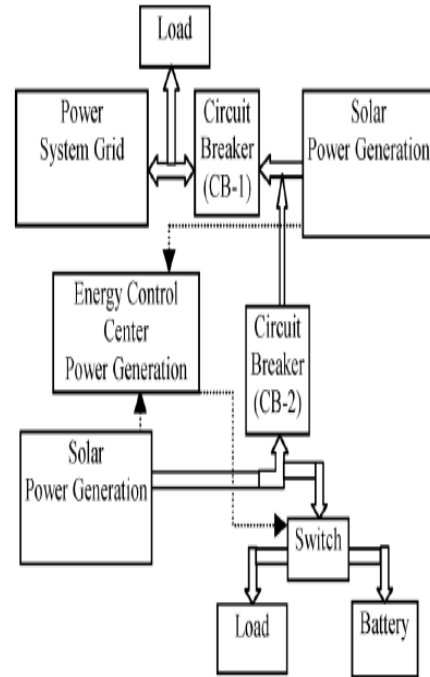 Load
Power
System Grid
Circuit
Breaker
(CB-1)
Solar
Power Generation
Energy Control
Center
Power Generation
Circuit
Breaker
(CB-2)
Solar
Power Generation
Switch
Load
Battery